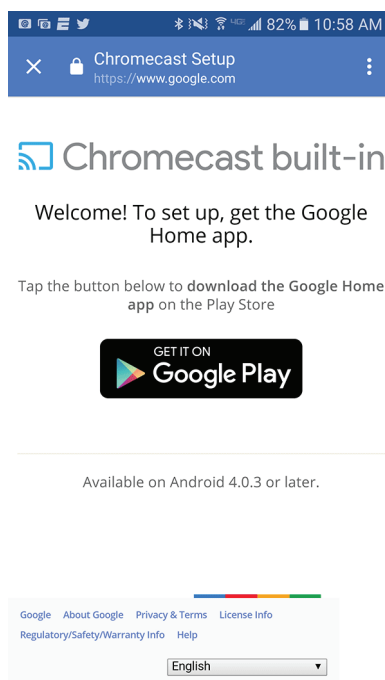 82% 10:58 AM
Chromecast Setup
https://www.google.com
Chromecast built-in
Welcome! To set up, get the Google
Home app.
Tap the button below to download the Google Home
app on the Play Store
GET IT ON
Google Play
Available on Android 4.0.3 or later.
Google About Google Privacy & Terms License Info
Regulatory/Safety/Warranty Info Help
English